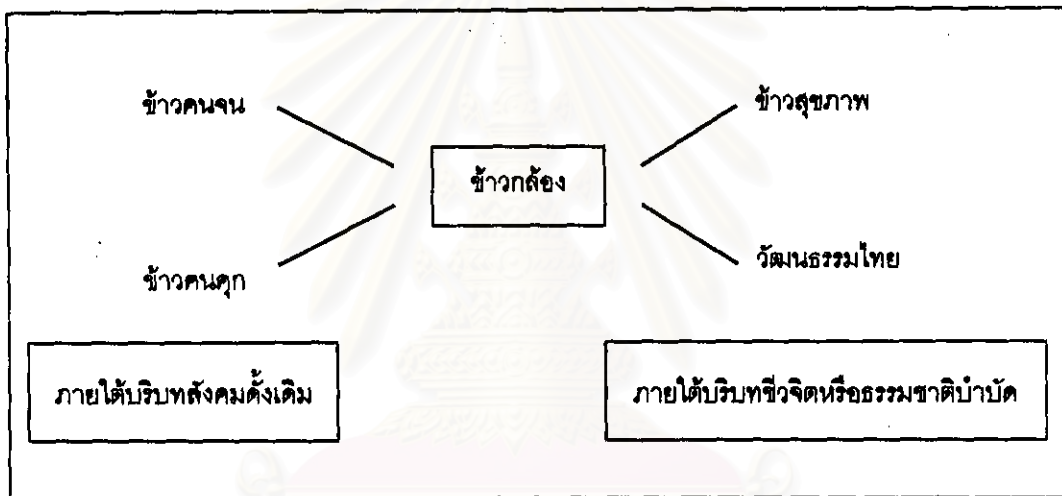 ข้าวคนจน
ข้าวสุขภาพ
ข้าวกล้อง
ข้าวคนคุก
วัฒนธรรมไทย
ภายใต้บริบทสังคมดั้งเดิม
ภายใต้บริบทชีวจิตหรือธรรมชาติบำบัด